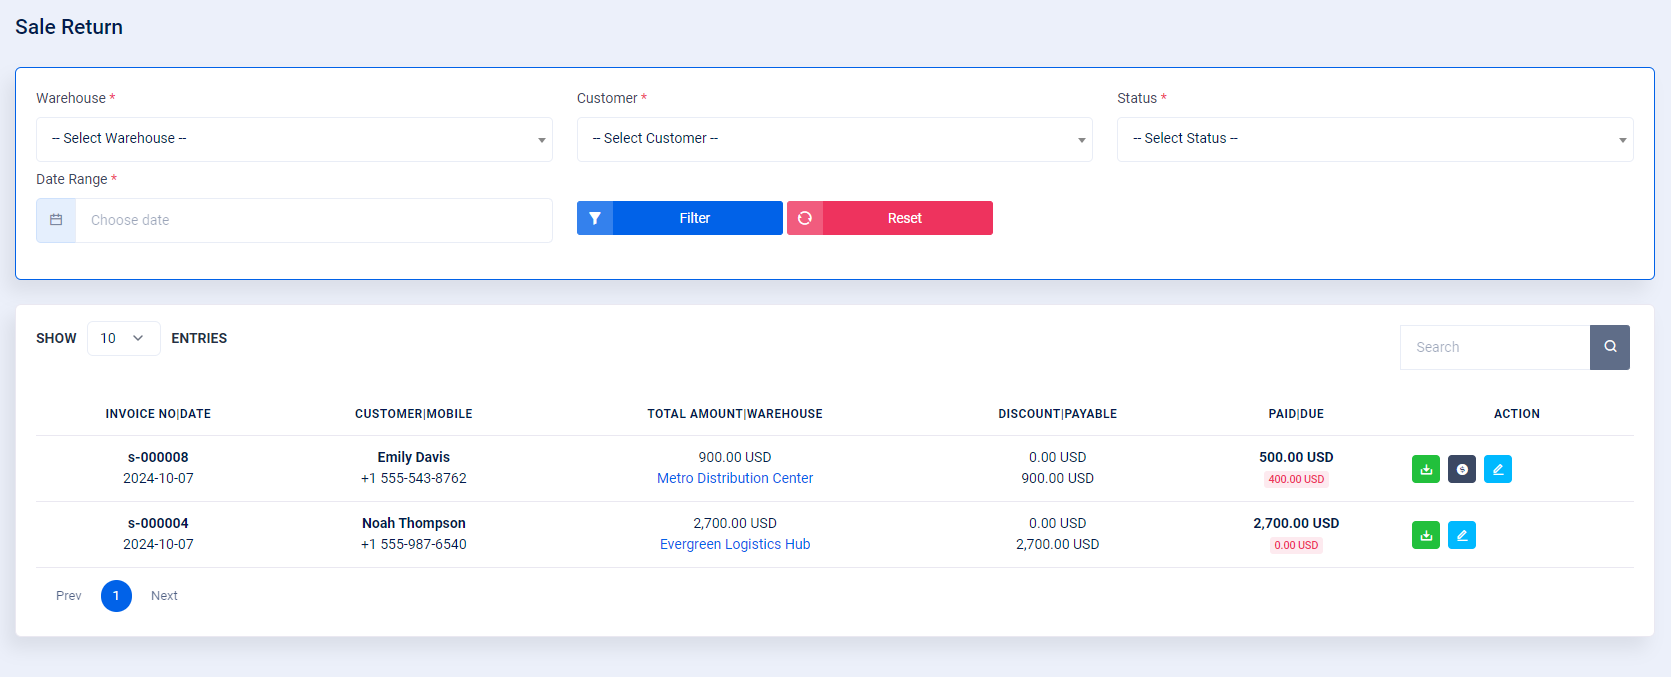 Sale Return
Warehouse *
Customer *
Status *
-- Select Warehouse --
-- Select Customer --
-- Select Status --
Date Range *
Choose date
Filter
Reset
SHOW 10 ENTRIES
Search
INVOICE NO|DATE CUSTOMER|MOBILE TOTAL AMOUNT|WAREHOUSE DISCOUNT|PAYABLE PAID|DUE ACTION
s-000008 Emily Davis 900.00 USD 0.00 USD 500.00 USD
2024-10-07 +1 555-543-8762 Metro Distribution Center 900.00 USD 400.00 USD
s-000004 Noah Thompson 2,700.00 USD 0.00 USD 2,700.00 USD
2024-10-07 +1 555-987-6540 Evergreen Logistics Hub 2,700.00 USD 0.00 USD
Prev 1 Next